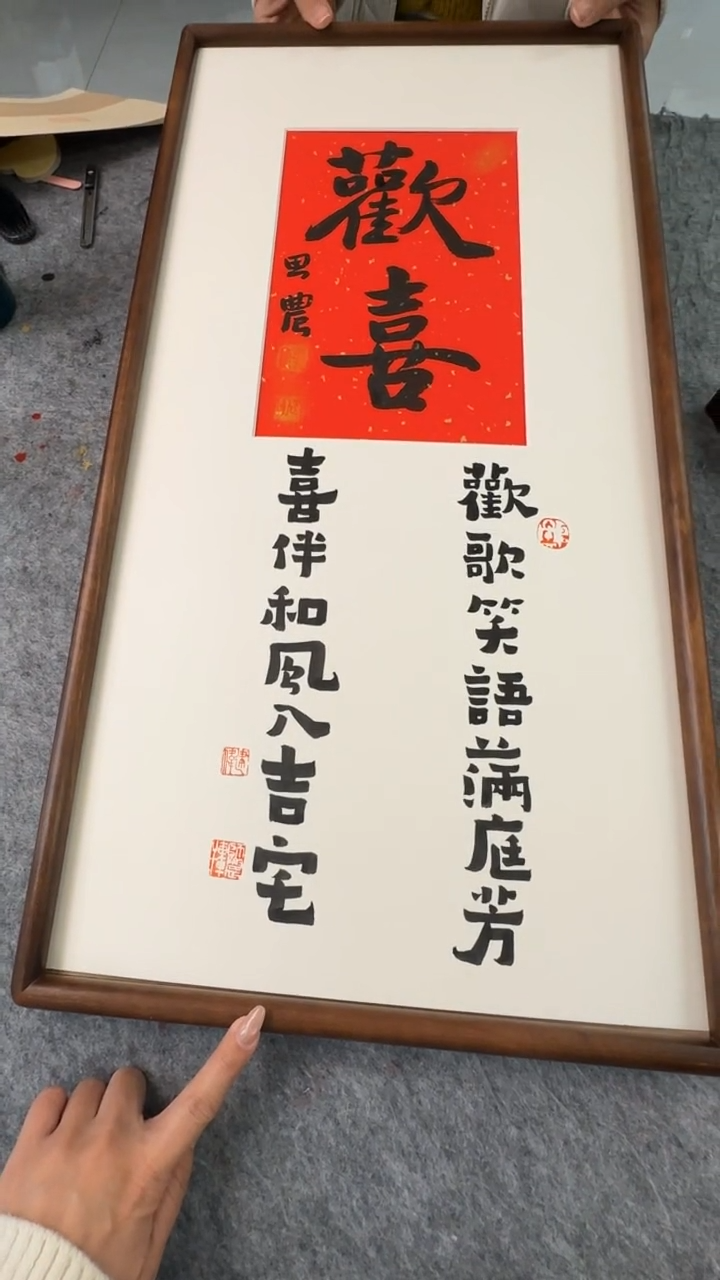 歡喜
田農
歡歌笑語滿庭芳
喜伴和風入吉宅